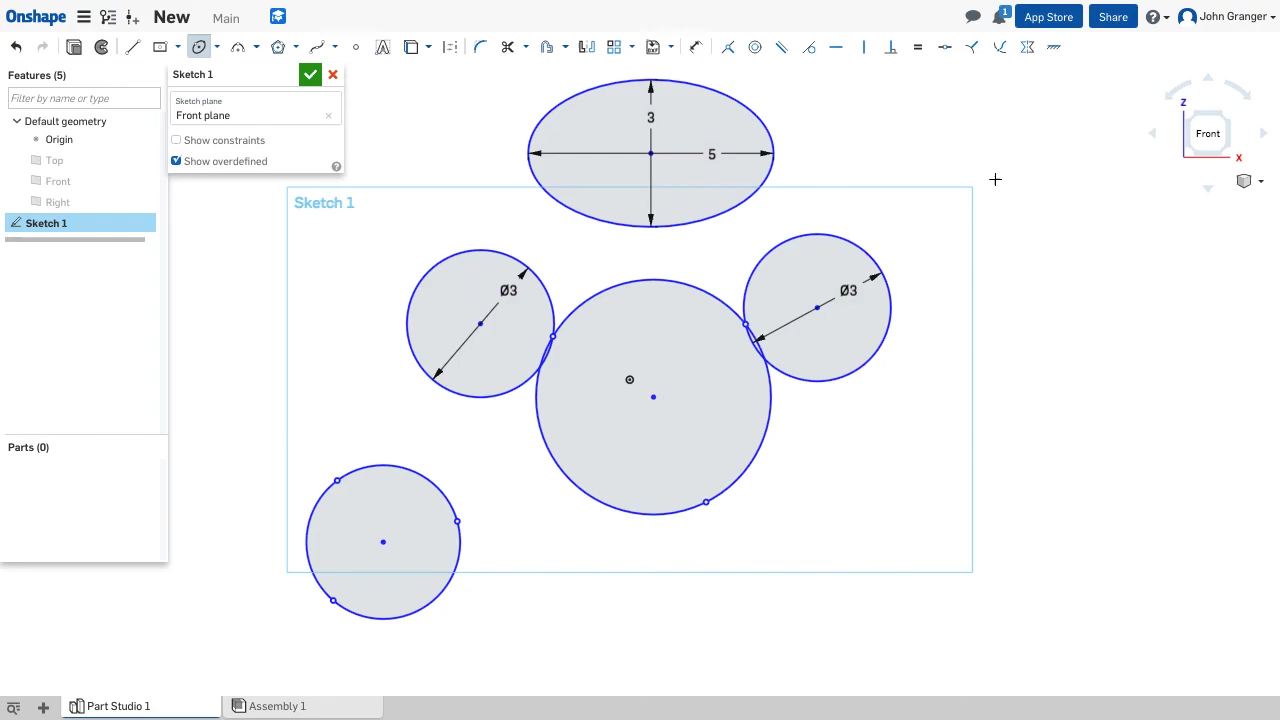 Onshape New Main 1 App Store Share John Granger
Features (5)
Filter by name or type
Default geometry
Origin
Top
Front
Right
Sketch 1
Parts (0)
Sketch 1
Sketch plane
Front plane
Show constraints
Show overdefined
Sketch 1
3
5
Ø3
Ø3
Z
Front
X
Part Studio 1
Assembly 1